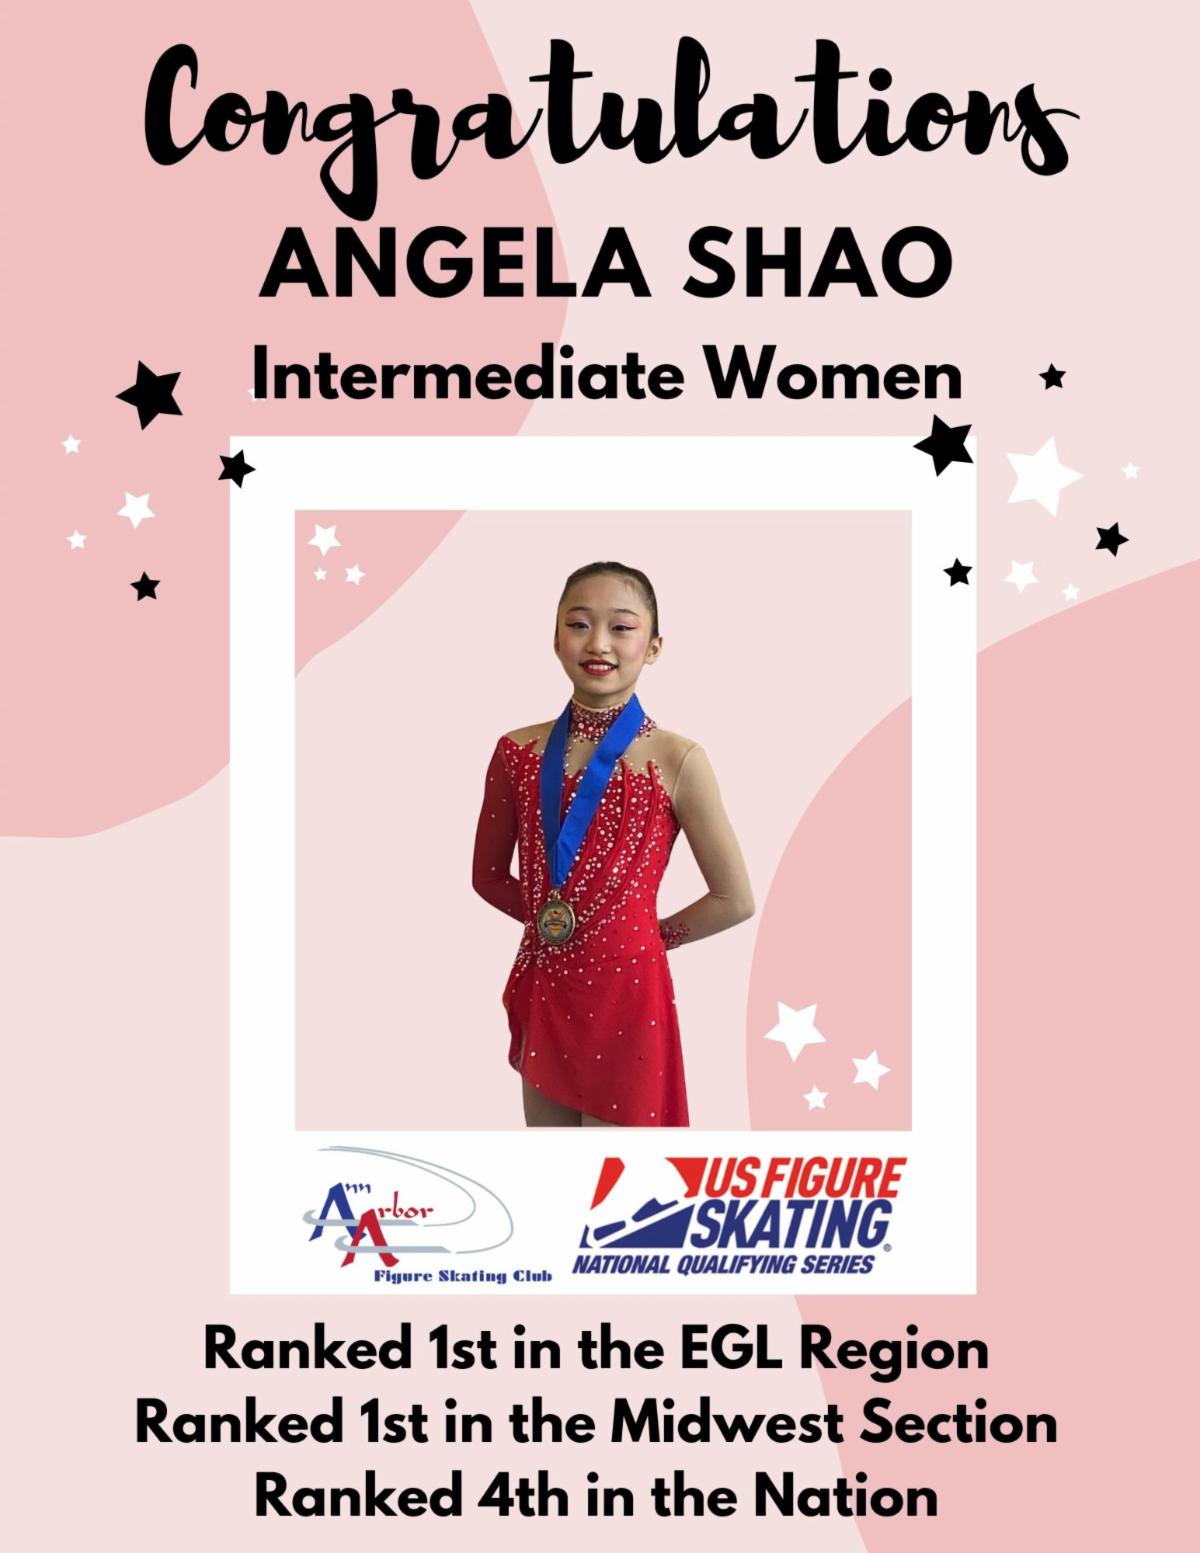 Congratulations
ANGELA SHAO
Intermediate Women
Ann Arbor
Figure Skating Club
US FIGURE
SKATING®
NATIONAL QUALIFYING SERIES
Ranked 1st in the EGL Region
Ranked 1st in the Midwest Section
Ranked 4th in the Nation